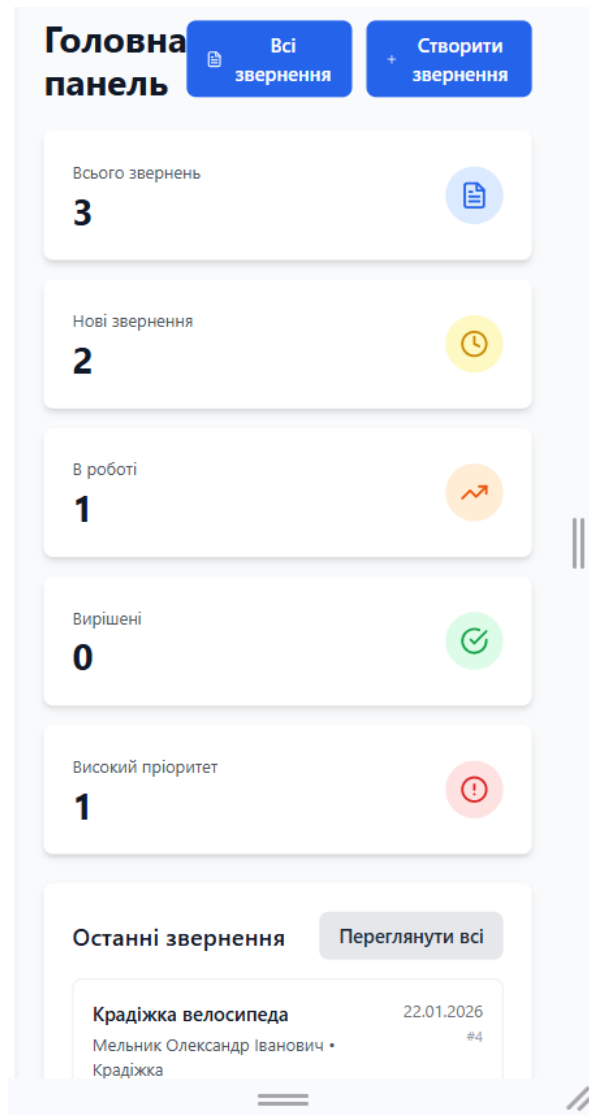 Головна
панель
Всі
звернення
Створити
звернення
Всього звернень
3
Нові звернення
2
В роботі
1
Вирішені
0
Високий пріоритет
1
Останні звернення
Переглянути всі
Крадіжка велосипеда
22.01.2026
Мельник Олександр Іванович •
#4
Крадіжка